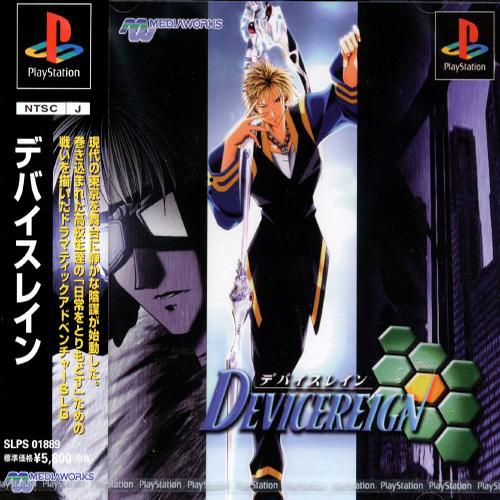 PlayStation
NTSC J
デバイスレイン
現代の東京を舞台に静かな陰謀が始動した。
巻き込まれた高校生達の「日常をとりもどす」ための
戦いを描いたドラマティックアドベンチャーSLG
SLPS 01889
標準価格¥5,800(税別)
MEDIAWORKS
MEDIAWORKS
PlayStation
デバイスレイン
DEVICEREIGN
PlayStation PlayStation PlayStation PlayStation PlayStation PlayStation